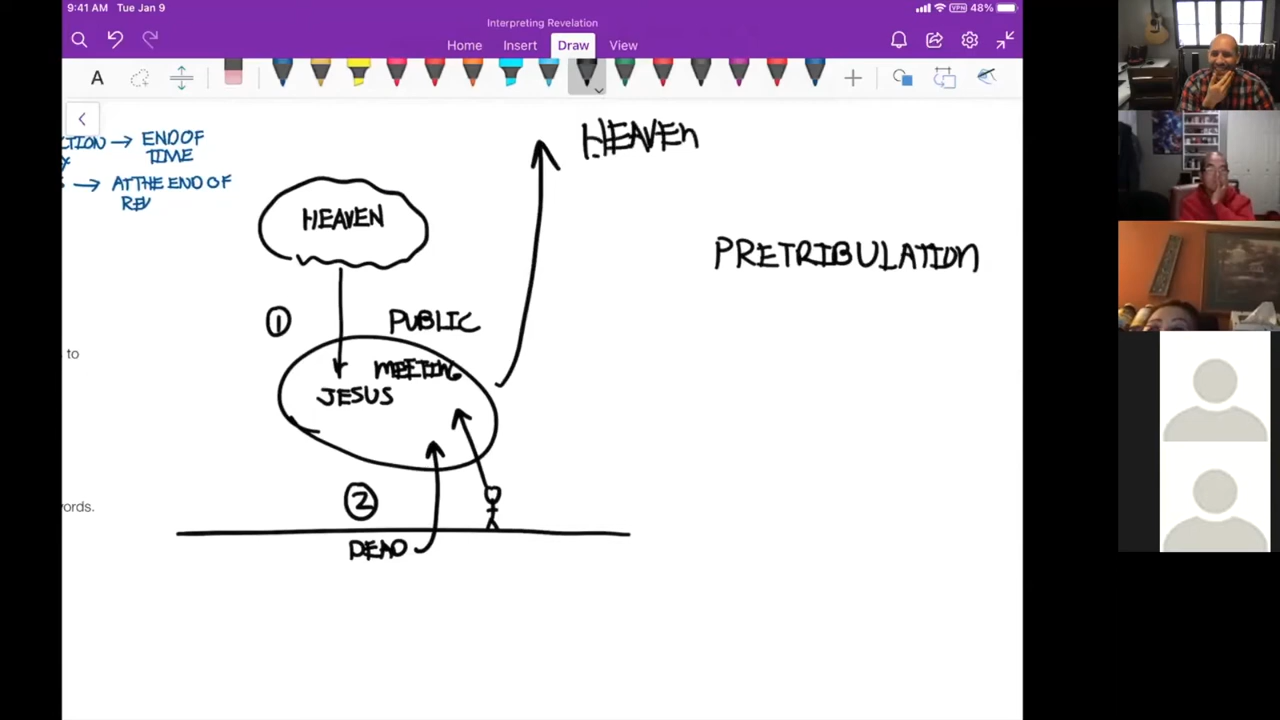 9:41 AM Tue Jan 9
VPN 48%
Interpreting Revelation
Home Insert Draw View
A
END OF
TIME
AT THE END OF
REV
HEAVEN
HEAVEN
PRETRIBULATION
1
PUBLIC
MEETING
JESUS
to
2
ords.
DEAD